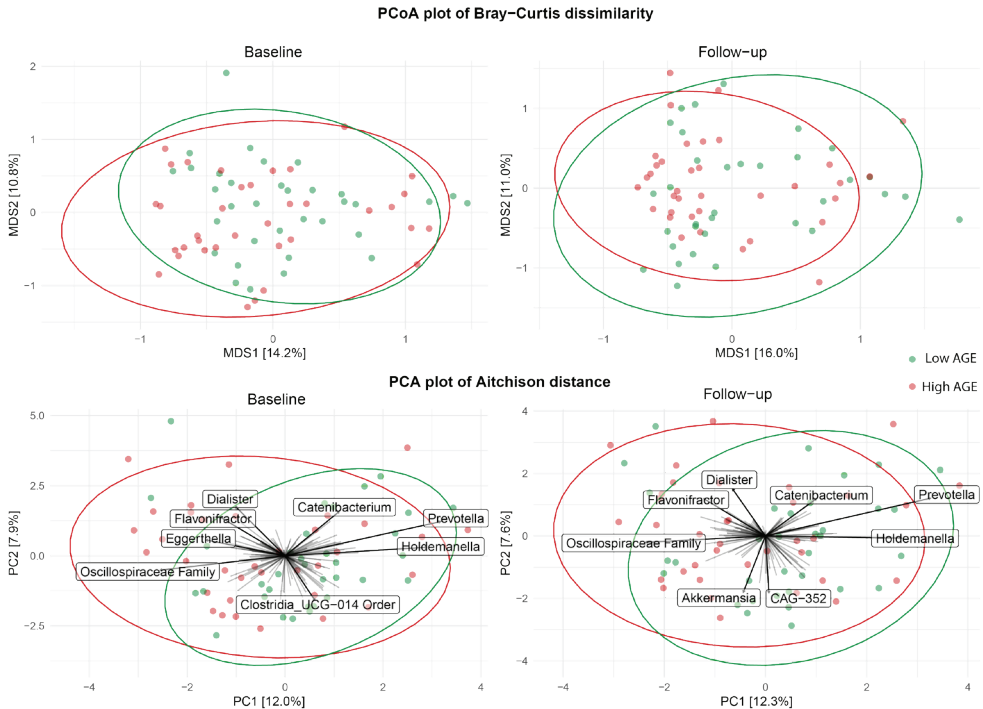 PCoA plot of Bray−Curtis dissimilarity
Baseline
Follow−up
2
1
0
−1
MDS2 [10.8%]
−1
0
1
MDS1 [14.2%]
1
0
−1
MDS2 [11.0%]
−1
0
1
MDS1 [16.0%]
Low AGE
High AGE
PCA plot of Aitchison distance
Baseline
Follow−up
5.0
2.5
0.0
−2.5
PC2 [7.9%]
Dialister
Catenibacterium
Flavonifractor
Prevotella
Eggerthella
Holdemanella
Oscillospiraceae Family
Clostridia_UCG−014 Order
−4
−2
0
2
4
PC1 [12.0%]
4
2
0
−2
−4
PC2 [7.6%]
Dialister
Flavonifractor
Catenibacterium
Prevotella
Oscillospiraceae Family
Holdemanella
Akkermansia
CAG−352
−4
−2
0
2
4
PC1 [12.3%]